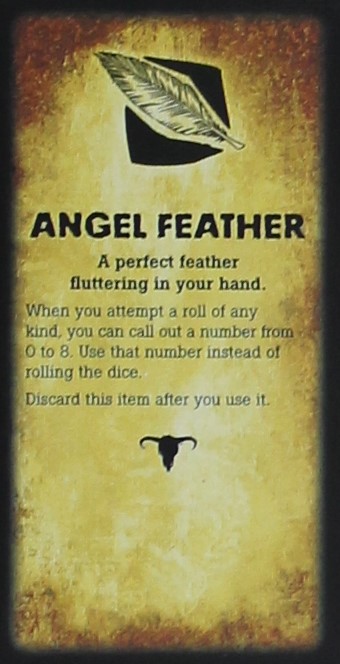 ANGEL FEATHER
A perfect feather
fluttering in your hand.
When you attempt a roll of any
kind, you can call out a number from
0 to 8. Use that number instead of
rolling the dice.
Discard this item after you use it.